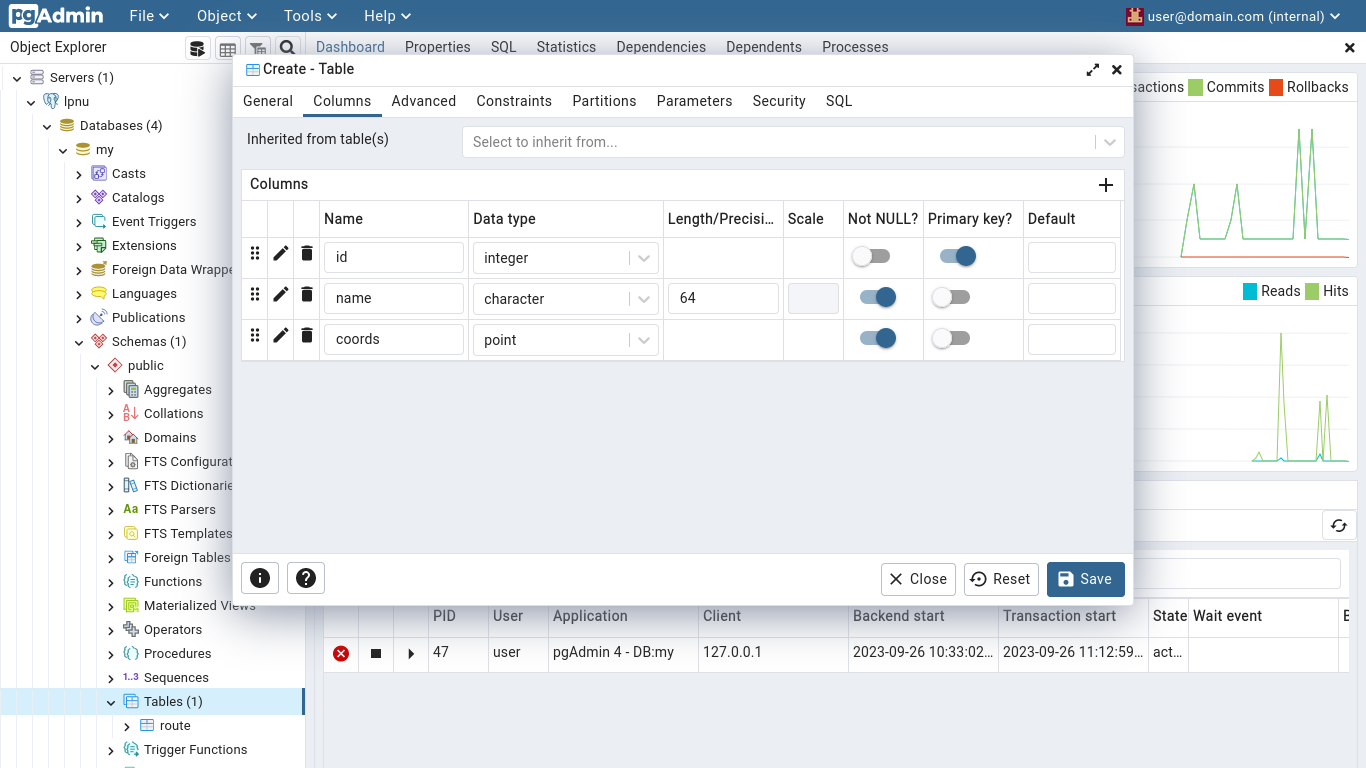 pgAdmin File Object Tools Help user@domain.com (internal)
Object Explorer
Dashboard Properties SQL Statistics Dependencies Dependents Processes
Servers (1)
lpnu
Databases (4)
my
Casts
Catalogs
Event Triggers
Extensions
Foreign Data Wrappe
Languages
Publications
Schemas (1)
public
Aggregates
Collations
Domains
FTS Configurat
FTS Dictionarie
Aa FTS Parsers
FTS Templates
Foreign Tables
Functions
Materialized Views
Operators
Procedures
1..3 Sequences
Tables (1)
route
Trigger Functions
Create - Table
General Columns Advanced Constraints Partitions Parameters Security SQL
Inherited from table(s) Select to inherit from...
Columns
Name Data type Length/Precisi... Scale Not NULL? Primary key? Default
id integer
name character 64
coords point
Close Reset Save
sactions Commits Rollbacks
Reads Hits
PID User Application Client Backend start Transaction start State Wait event
47 user pgAdmin 4 - DB:my 127.0.0.1 2023-09-26 10:33:02... 2023-09-26 11:12:59... act...